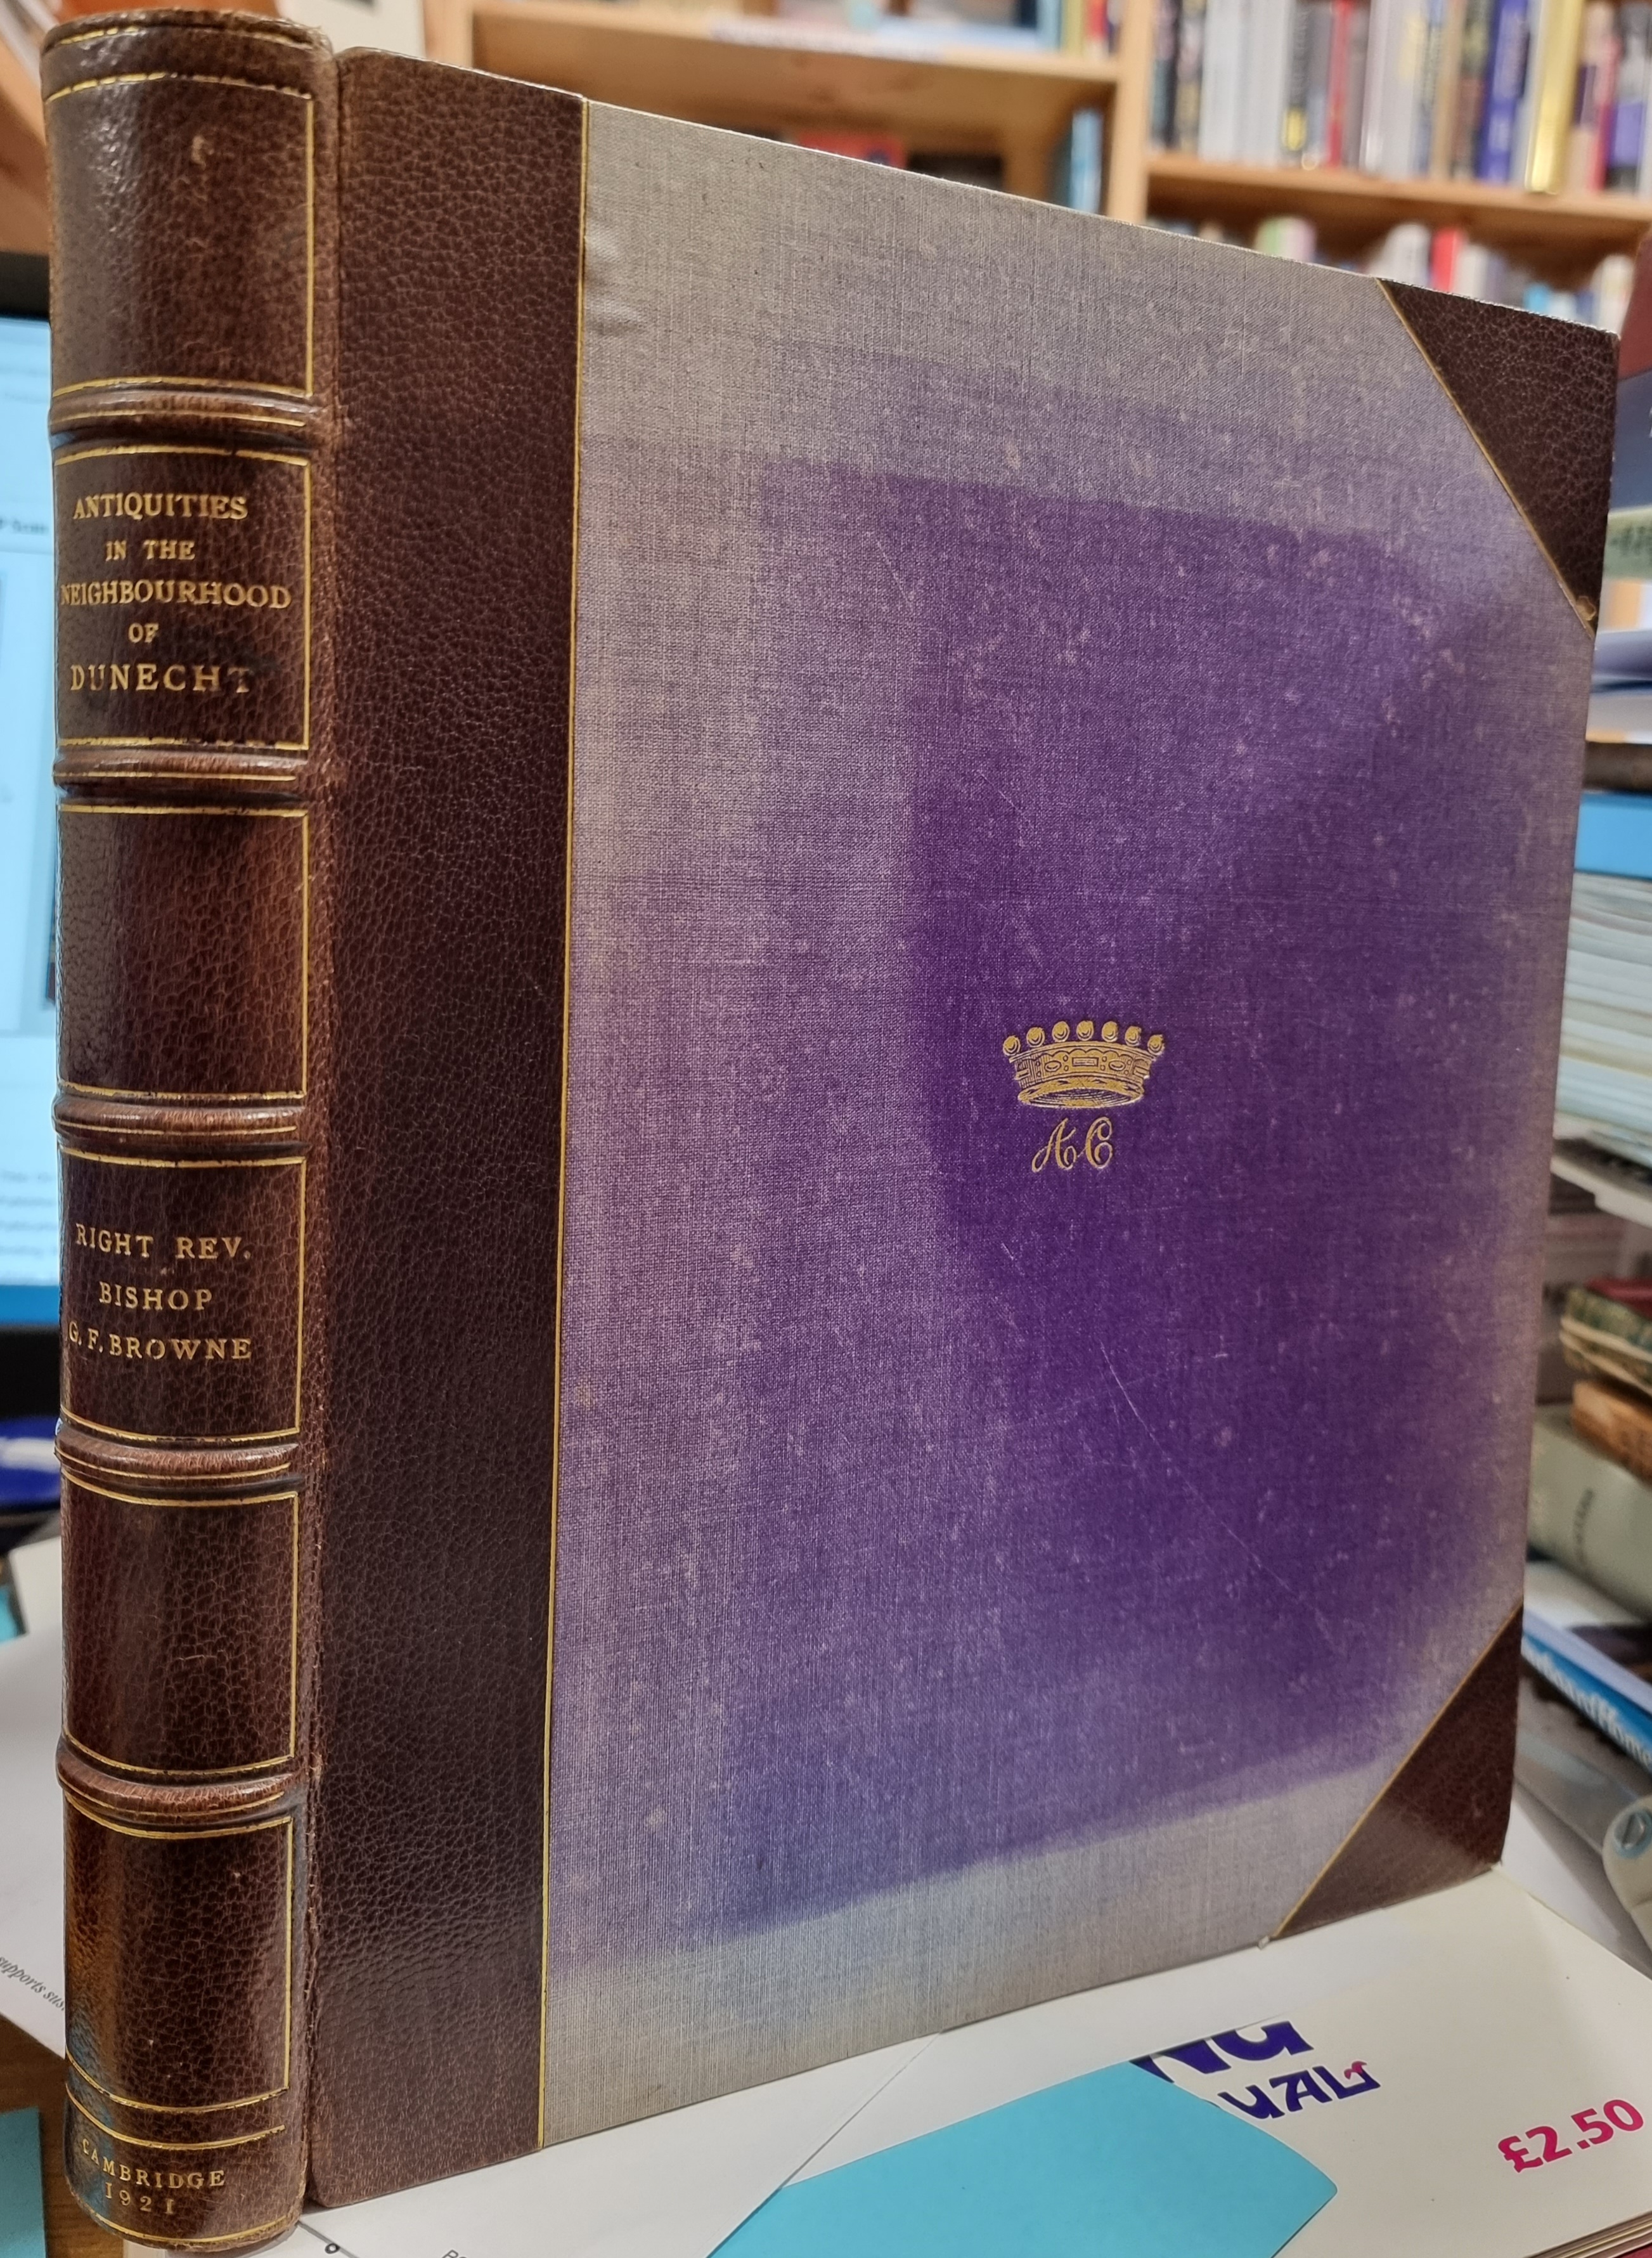 ANTIQUITIES
IN THE
NEIGHBOURHOOD
OF
DUNECHT
RIGHT REV.
BISHOP
G. F. BROWNE
CAMBRIDGE
1921
AC
£2.50